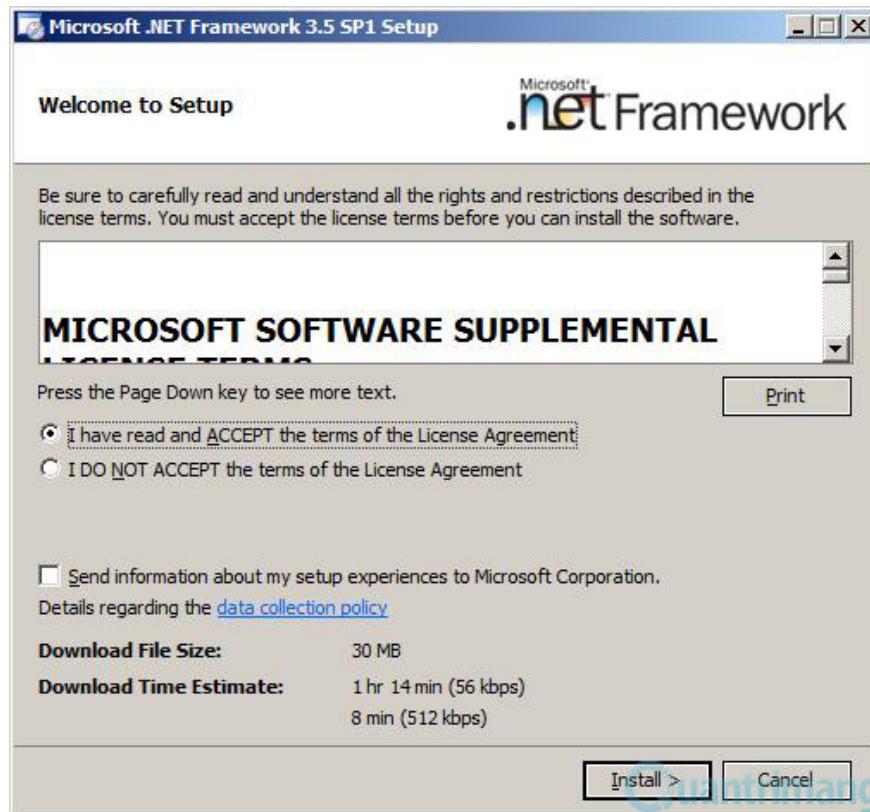 Microsoft .NET Framework 3.5 SP1 Setup
Welcome to Setup
Microsoft
.net Framework
Be sure to carefully read and understand all the rights and restrictions described in the
license terms. You must accept the license terms before you can install the software.
MICROSOFT SOFTWARE SUPPLEMENTAL
LICENSE TERMS
Press the Page Down key to see more text.
Print
I have read and ACCEPT the terms of the License Agreement
I DO NOT ACCEPT the terms of the License Agreement
Send information about my setup experiences to Microsoft Corporation.
Details regarding the data collection policy
Download File Size: 30 MB
Download Time Estimate: 1 hr 14 min (56 kbps)
8 min (512 kbps)
Install > Cancel
Quantrimang